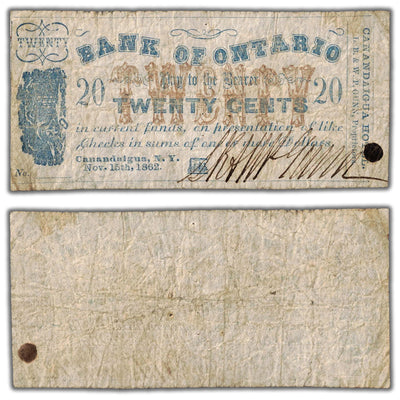 TWENTY
BANK OF ONTARIO
20 Pay to the Bearer 20
TWENTY
TWENTY CENTS
in current funds, on presentation of like
Checks in sums of one or more Dollars.
Canandaigua, N. Y.
Nov. 15th, 1862.
No.
CANANDAIGUA HOTEL